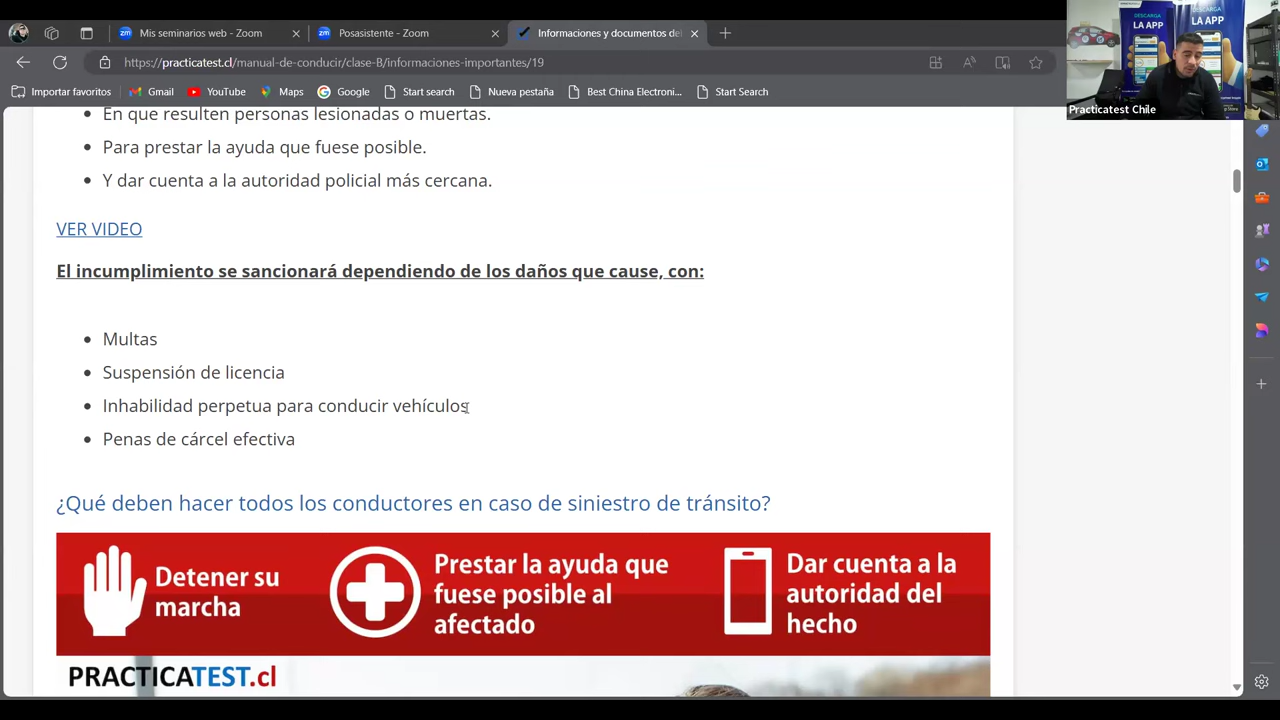 Mis seminarios web - Zoom
Posasistente - Zoom
Informaciones y documentos de
https://practicatest.cl/manual-de-conducir/clase-B/informaciones-importantes/19
Importar favoritos
Gmail
YouTube
Maps
Google
Start search
Nueva pestaña
Best China Electroni...
Start Search
DESCARGA
LA APP
DESCARGA
LA APP
Practicatest Chile
En que resulten personas lesionadas o muertas.
Para prestar la ayuda que fuese posible.
Y dar cuenta a la autoridad policial más cercana.
VER VIDEO
El incumplimiento se sancionará dependiendo de los daños que cause, con:
Multas
Suspensión de licencia
Inhabilidad perpetua para conducir vehículos
Penas de cárcel efectiva
¿Qué deben hacer todos los conductores en caso de siniestro de tránsito?
Detener su
marcha
Prestar la ayuda que
fuese posible al
afectado
Dar cuenta a la
autoridad del
hecho
PRACTICATEST.cl